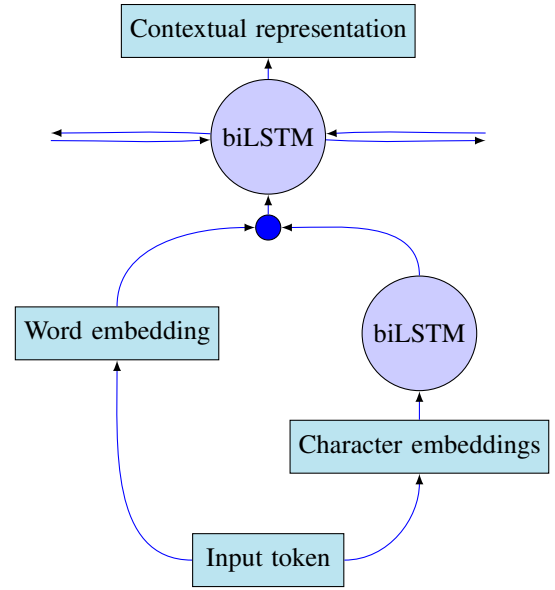 Contextual representation
biLSTM
Word embedding
biLSTM
Character embeddings
Input token